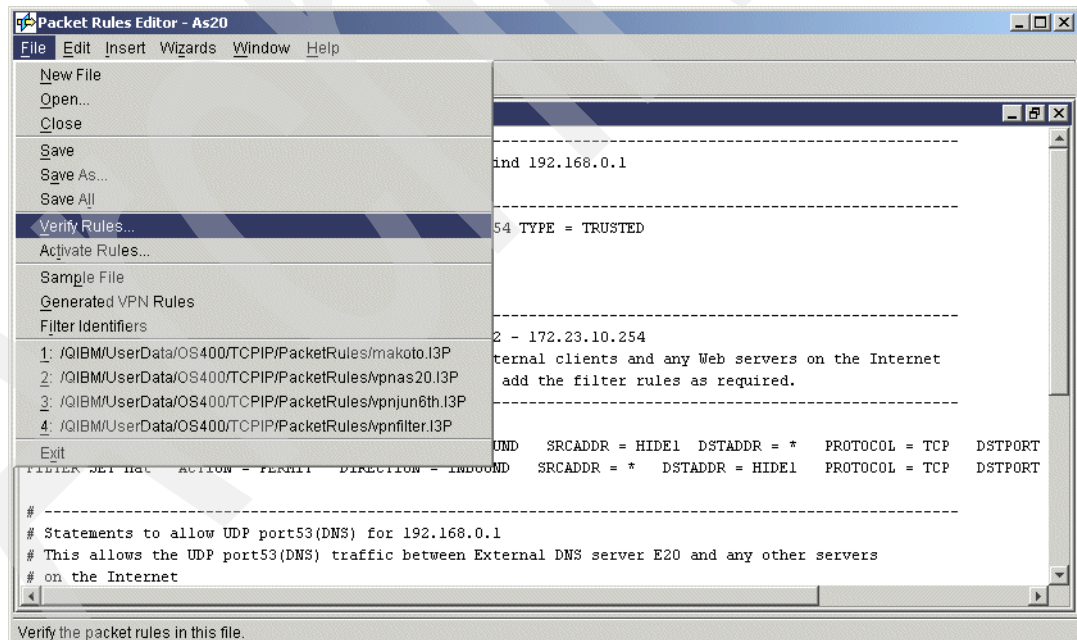 Packet Rules Editor - As20
File Edit Insert Wizards Window Help
New File
Open...
Close
Save
Save As...
Save All
Verify Rules...
Activate Rules...
Sample File
Generated VPN Rules
Filter Identifiers
1: /QIBM/UserData/OS400/TCPIP/PacketRules/makoto.I3P
2: /QIBM/UserData/OS400/TCPIP/PacketRules/vpnas20.I3P
3: /QIBM/UserData/OS400/TCPIP/PacketRules/vpnjun6th.I3P
4: /QIBM/UserData/OS400/TCPIP/PacketRules/vpnfilter.I3P
Exit
------------------------------------------------------------
ind 192.168.0.1
------------------------------------------------------------
54 TYPE = TRUSTED
------------------------------------------------------------
2 - 172.23.10.254
ternal clients and any Web servers on the Internet
add the filter rules as required.
------------------------------------------------------------
UND SRCADDR = HIDE1 DSTADDR = * PROTOCOL = TCP DSTPORT
FILTER SET nat ACTION = PERMIT DIRECTION = INBOUND SRCADDR = * DSTADDR = HIDE1 PROTOCOL = TCP DSTPORT
# ------------------------------------------------------------
# Statements to allow UDP port53(DNS) for 192.168.0.1
# This allows the UDP port53(DNS) traffic between External DNS server E20 and any other servers
# on the Internet
Verify the packet rules in this file.